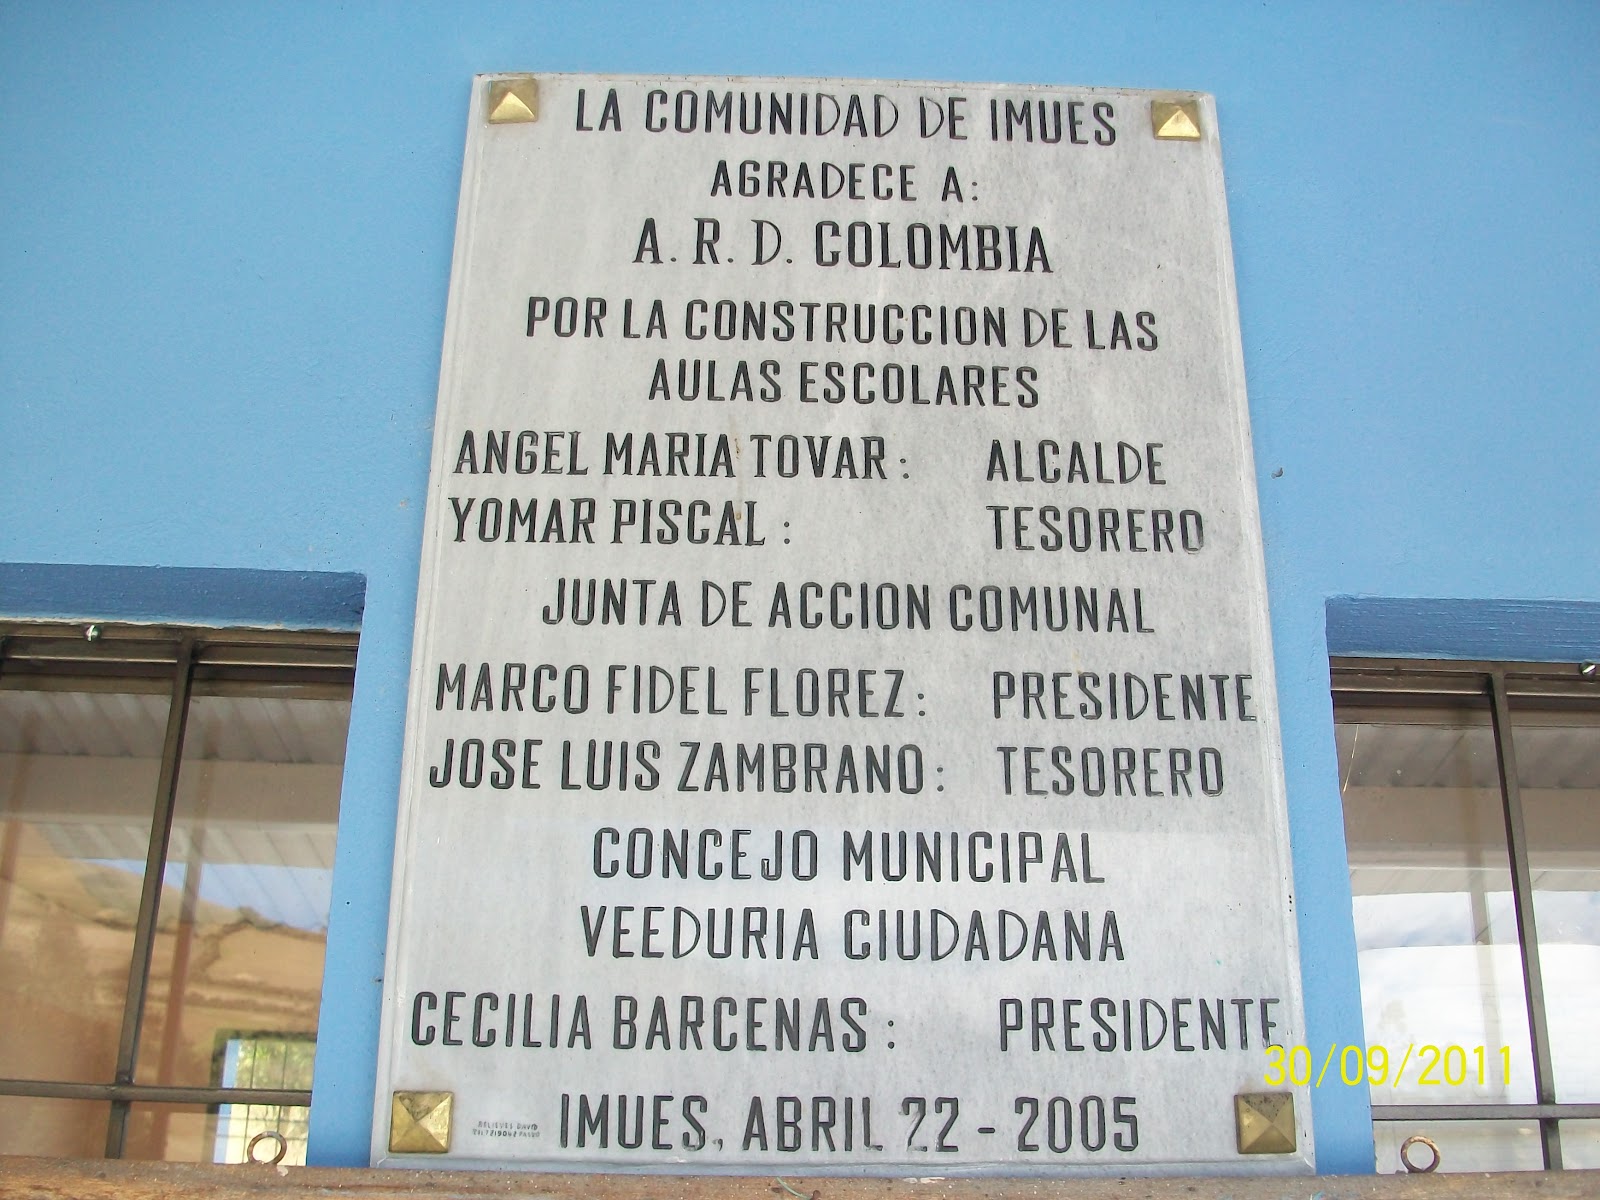 LA COMUNIDAD DE IMUES
AGRADECE A:
A. R. D. COLOMBIA
POR LA CONSTRUCCION DE LAS
AULAS ESCOLARES
ANGEL MARIA TOVAR: ALCALDE
YOMAR PISCAL: TESORERO
JUNTA DE ACCION COMUNAL
MARCO FIDEL FLOREZ: PRESIDENTE
JOSE LUIS ZAMBRANO: TESORERO
CONCEJO MUNICIPAL
VEEDURIA CIUDADANA
CECILIA BARCENAS: PRESIDENTE
30/09/2011
IMUES, ABRIL 22 - 2005
RELIEVES DAVID